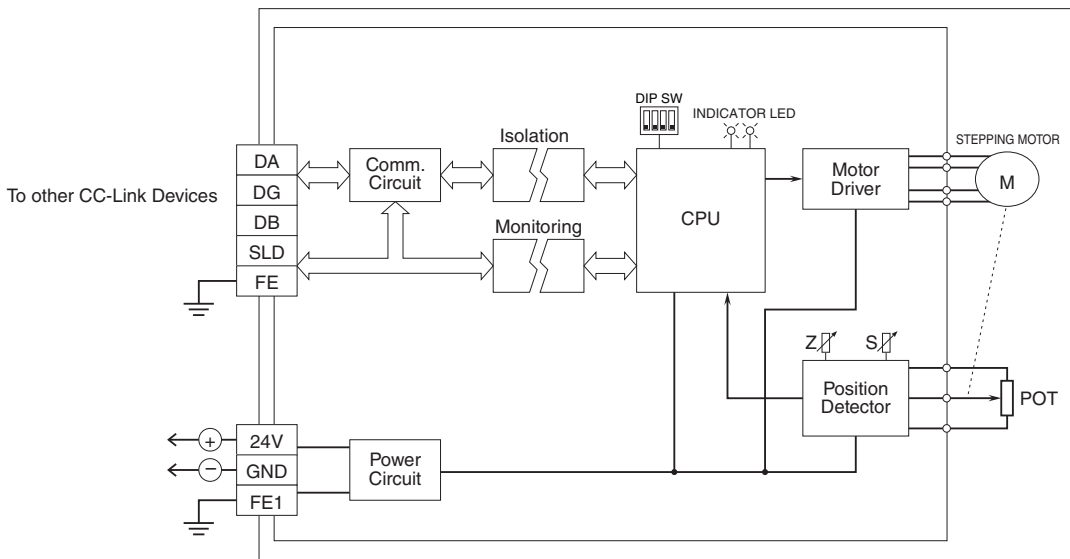 DIP SW
INDICATOR LED
STEPPING MOTOR
Isolation
DA
DG
DB
SLD
FE
To other CC-Link Devices
Comm.
Circuit
CPU
Motor
Driver
M
Monitoring
Z
S
Position
Detector
POT
+
24V
−
GND
FE1
Power
Circuit